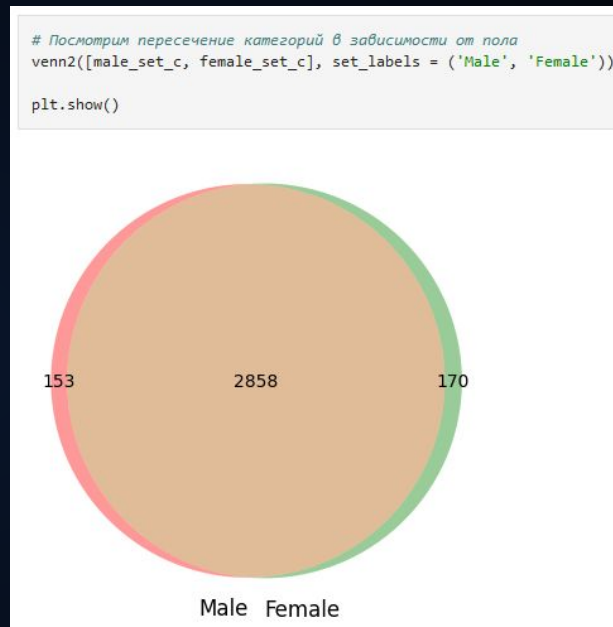 # Посмотрим пересечение категорий в зависимости от пола
venn2([male_set_c, female_set_c], set_labels = ('Male', 'Female'))
plt.show()
153 2858 170
Male Female